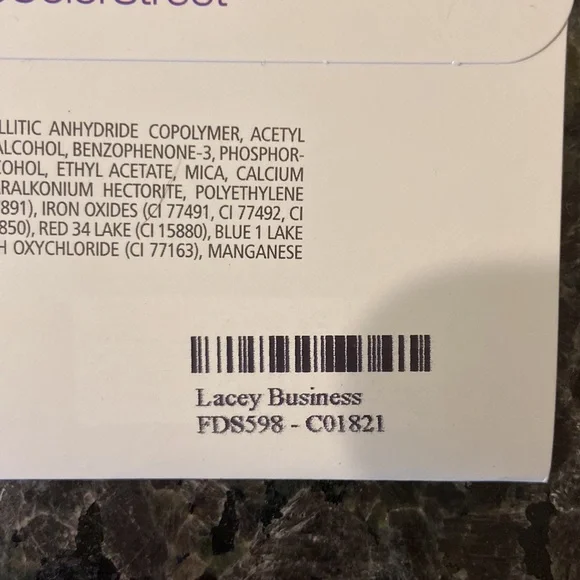 LLITIC ANHYDRIDE COPOLYMER, ACETYL
ALCOHOL, BENZOPHENONE-3, PHOSPHOR-
OHOL, ETHYL ACETATE, MICA, CALCIUM
ARALKONIUM HECTORITE, POLYETHYLENE
891), IRON OXIDES (CI 77491, CI 77492, CI
850), RED 34 LAKE (CI 15880), BLUE 1 LAKE
H OXYCHLORIDE (CI 77163), MANGANESE
Lacey Business
FDS598 - C01821